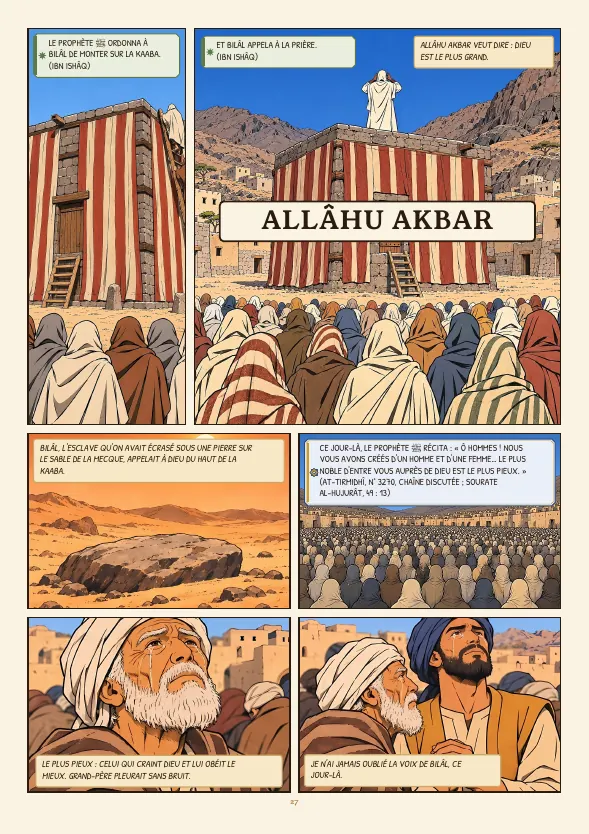 LE PROPHÈTE ﷺ ORDONNA À
BILÂL DE MONTER SUR LA KAABA.
(IBN ISHÂQ)
ET BILÂL APPELA À LA PRIÈRE.
(IBN ISHÂQ)
ALLÂHU AKBAR VEUT DIRE : DIEU
EST LE PLUS GRAND.
ALLÂHU AKBAR
BILÂL, L'ESCLAVE QU'ON AVAIT ÉCRASÉ SOUS UNE PIERRE SUR
LE SABLE DE LA MECQUE, APPELAIT À DIEU DU HAUT DE LA
KAABA.
CE JOUR-LÀ, LE PROPHÈTE ﷺ RÉCITA : « Ô HOMMES ! NOUS
VOUS AVONS CRÉÉS D'UN HOMME ET D'UNE FEMME... LE PLUS
NOBLE D'ENTRE VOUS AUPRÈS DE DIEU EST LE PLUS PIEUX. »
(AT-TIRMIDHÎ, N° 3270, CHAÎNE DISCUTÉE ; SOURATE
AL-HUJURÂT, 49 : 13)
LE PLUS PIEUX : CELUI QUI CRAINT DIEU ET LUI OBÉIT LE
MIEUX. GRAND-PÈRE PLEURAIT SANS BRUIT.
JE N'AI JAMAIS OUBLIÉ LA VOIX DE BILÂL, CE
JOUR-LÀ.
27